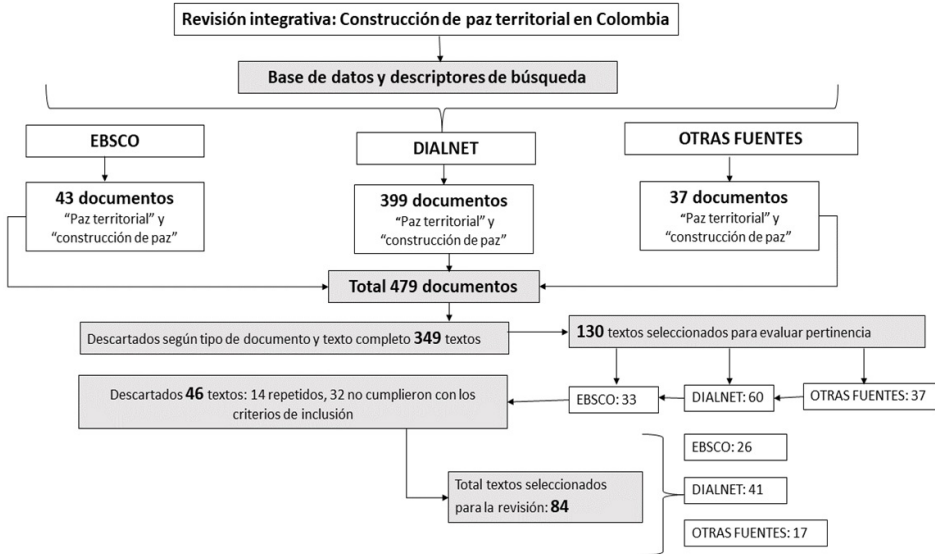 Revisión integrativa: Construcción de paz territorial en Colombia
Base de datos y descriptores de búsqueda
EBSCO
DIALNET
OTRAS FUENTES
43 documentos
“Paz territorial” y
“construcción de paz”
399 documentos
“Paz territorial” y
“construcción de paz”
37 documentos
“Paz territorial” y
“construcción de paz”
Total 479 documentos
Descartados según tipo de documento y texto completo 349 textos
130 textos seleccionados para evaluar pertinencia
Descartados 46 textos: 14 repetidos, 32 no cumplieron con los
criterios de inclusión
EBSCO: 33
DIALNET: 60
OTRAS FUENTES: 37
Total textos seleccionados
para la revisión: 84
EBSCO: 26
DIALNET: 41
OTRAS FUENTES: 17